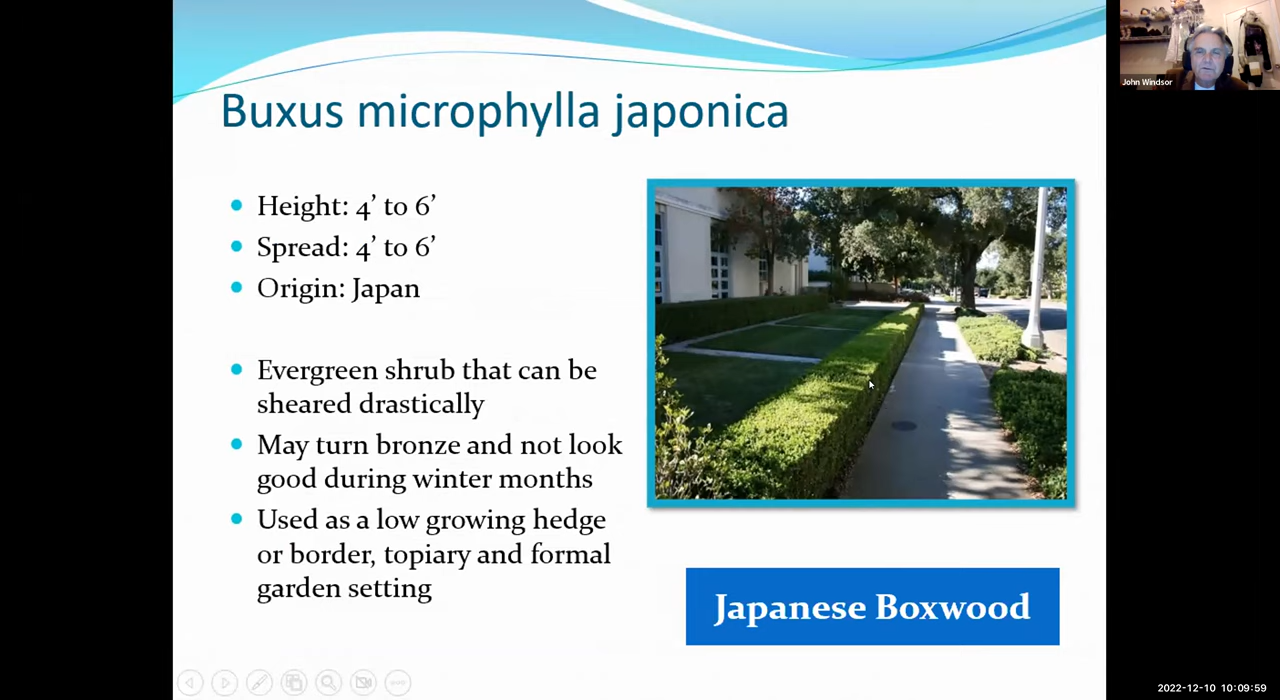 Buxus microphylla japonica
John Windsor
Height: 4’ to 6’
Spread: 4’ to 6’
Origin: Japan
Evergreen shrub that can be
sheared drastically
May turn bronze and not look
good during winter months
Used as a low growing hedge
or border, topiary and formal
garden setting
Japanese Boxwood
2022-12-10 10:09:59